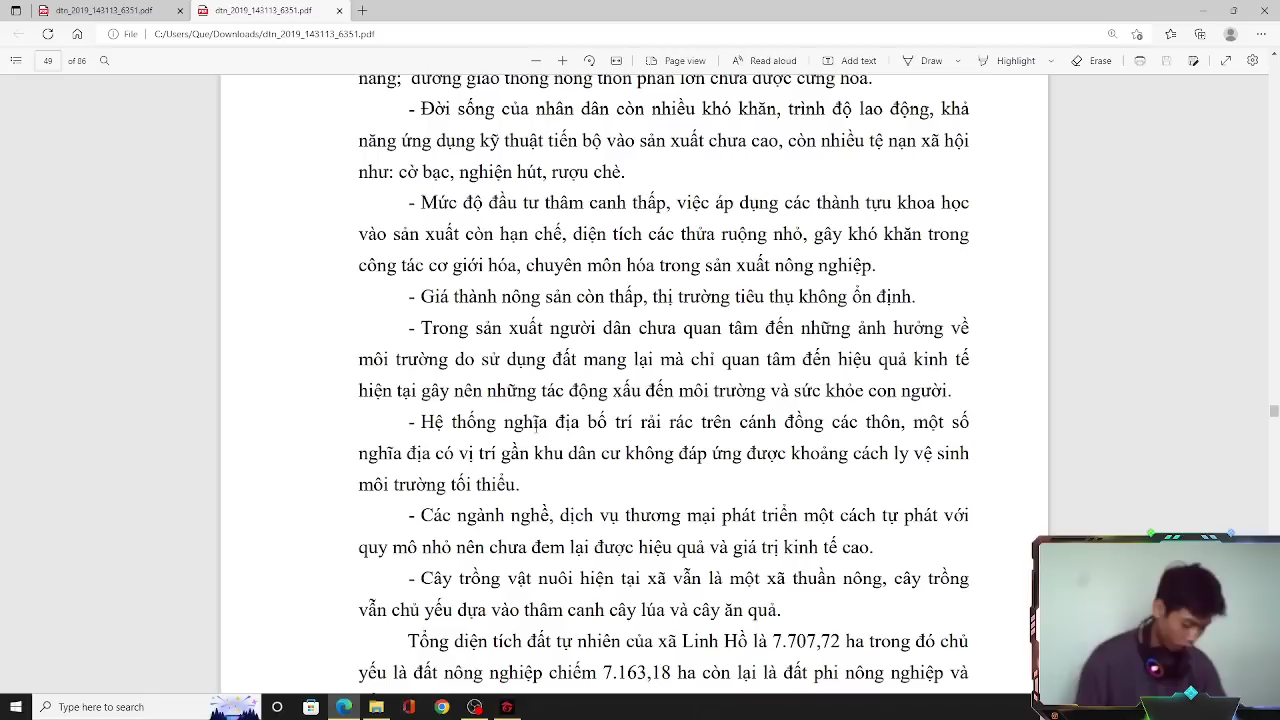 dtn_2019_143113_6351.pdf
dtn_2019_143113_6351.pdf
File C:/Users/Que/Downloads/dtn_2019_143113_6351.pdf
49 of 86 Page view Read aloud Add text Draw Highlight Erase
năng; đường giao thông nông thôn phần lớn chưa được cứng hóa.
- Đời sống của nhân dân còn nhiều khó khăn, trình độ lao động, khả
năng ứng dụng kỹ thuật tiến bộ vào sản xuất chưa cao, còn nhiều tệ nạn xã hội
như: cờ bạc, nghiện hút, rượu chè.
- Mức độ đầu tư thâm canh thấp, việc áp dụng các thành tựu khoa học
vào sản xuất còn hạn chế, diện tích các thửa ruộng nhỏ, gây khó khăn trong
công tác cơ giới hóa, chuyên môn hóa trong sản xuất nông nghiệp.
- Giá thành nông sản còn thấp, thị trường tiêu thụ không ổn định.
- Trong sản xuất người dân chưa quan tâm đến những ảnh hưởng về
môi trường do sử dụng đất mang lại mà chỉ quan tâm đến hiệu quả kinh tế
hiện tại gây nên những tác động xấu đến môi trường và sức khỏe con người.
- Hệ thống nghĩa địa bố trí rải rác trên cánh đồng các thôn, một số
nghĩa địa có vị trí gần khu dân cư không đáp ứng được khoảng cách ly vệ sinh
môi trường tối thiểu.
- Các ngành nghề, dịch vụ thương mại phát triển một cách tự phát với
quy mô nhỏ nên chưa đem lại được hiệu quả và giá trị kinh tế cao.
- Cây trồng vật nuôi hiện tại xã vẫn là một xã thuần nông, cây trồng
vẫn chủ yếu dựa vào thâm canh cây lúa và cây ăn quả.
Tổng diện tích đất tự nhiên của xã Linh Hồ là 7.707,72 ha trong đó chủ
yếu là đất nông nghiệp chiếm 7.163,18 ha còn lại là đất phi nông nghiệp và
Type here to search